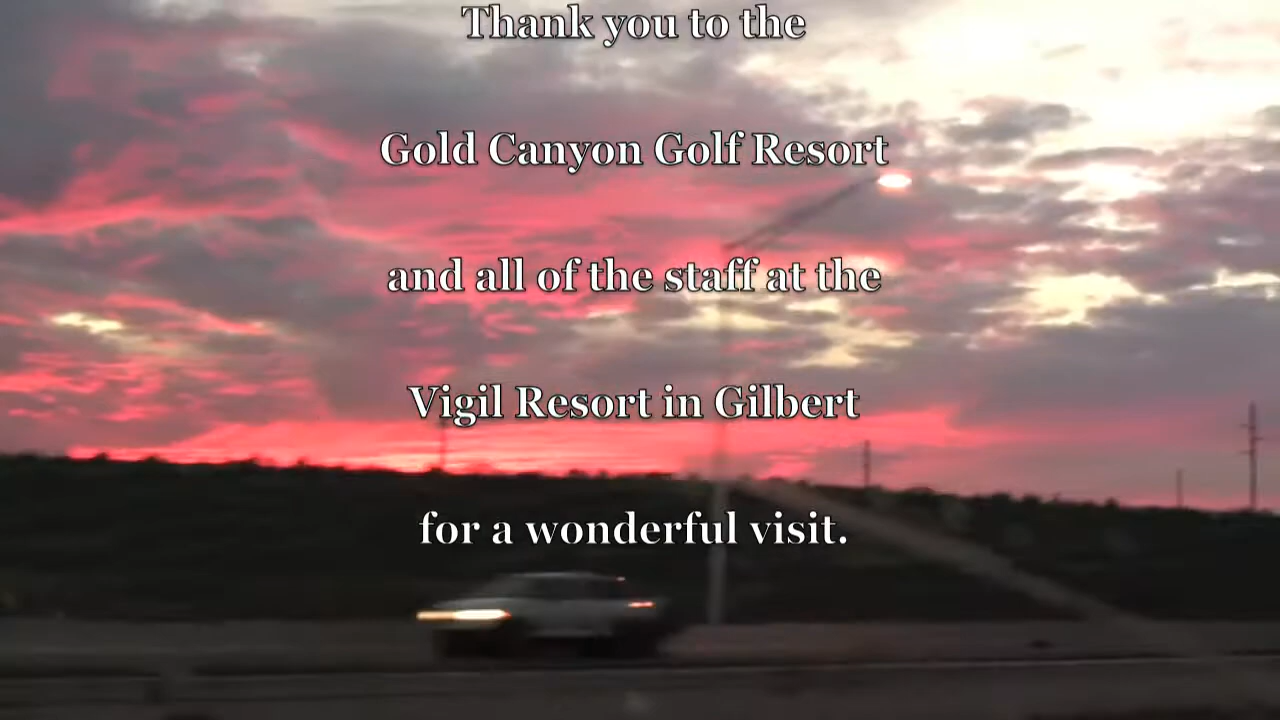 Thank you to the
Gold Canyon Golf Resort
and all of the staff at the
Vigil Resort in Gilbert
for a wonderful visit.